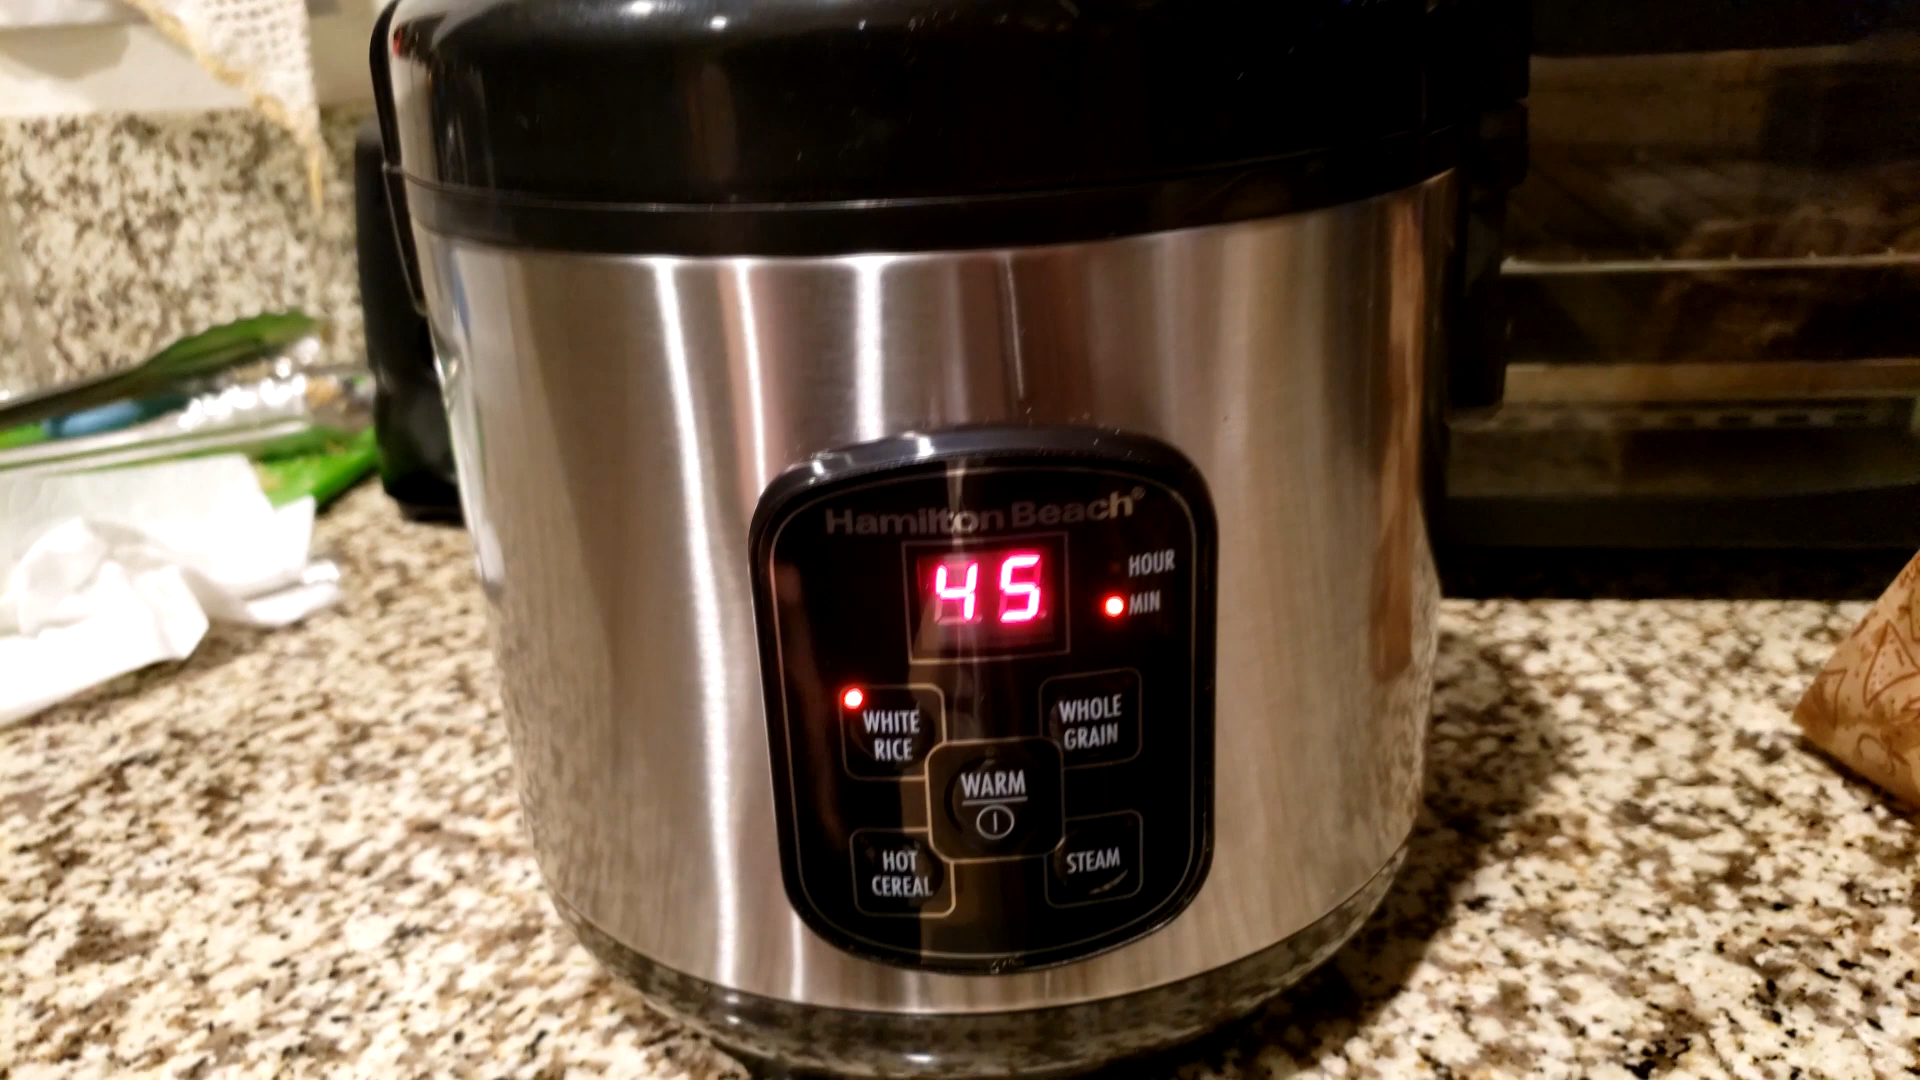 Hamilton Beach®
45
HOUR
MIN
WHITE
RICE
WHOLE
GRAIN
WARM
HOT
CEREAL
STEAM